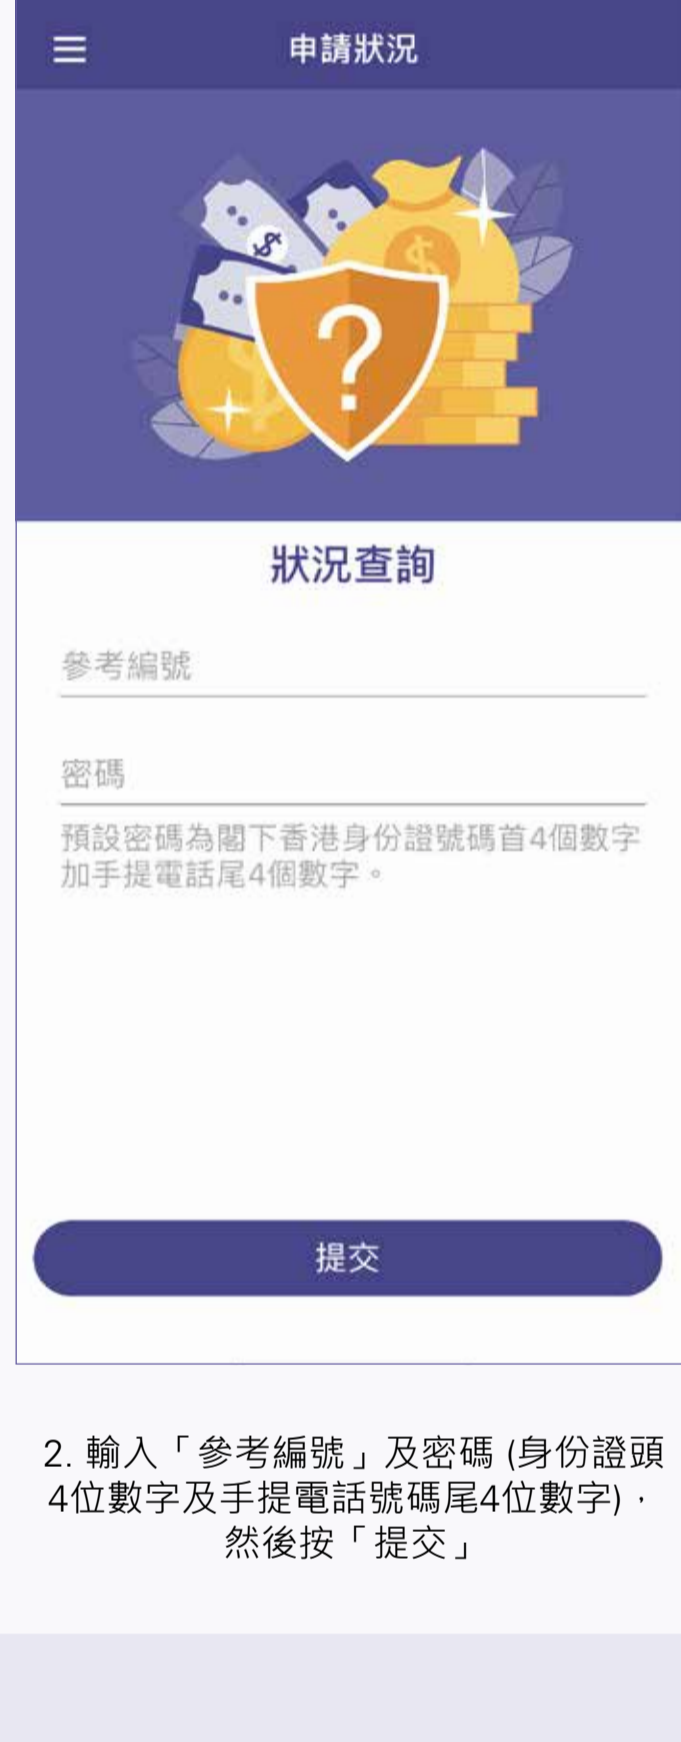 申請狀況
$
$
$
?
狀況查詢
參考編號
密碼
預設密碼為閣下香港身份證號碼首4個數字
加手提電話尾4個數字。
提交
2. 輸入「參考編號」及密碼 (身份證頭
4位數字及手提電話號碼尾4位數字)，
然後按「提交」